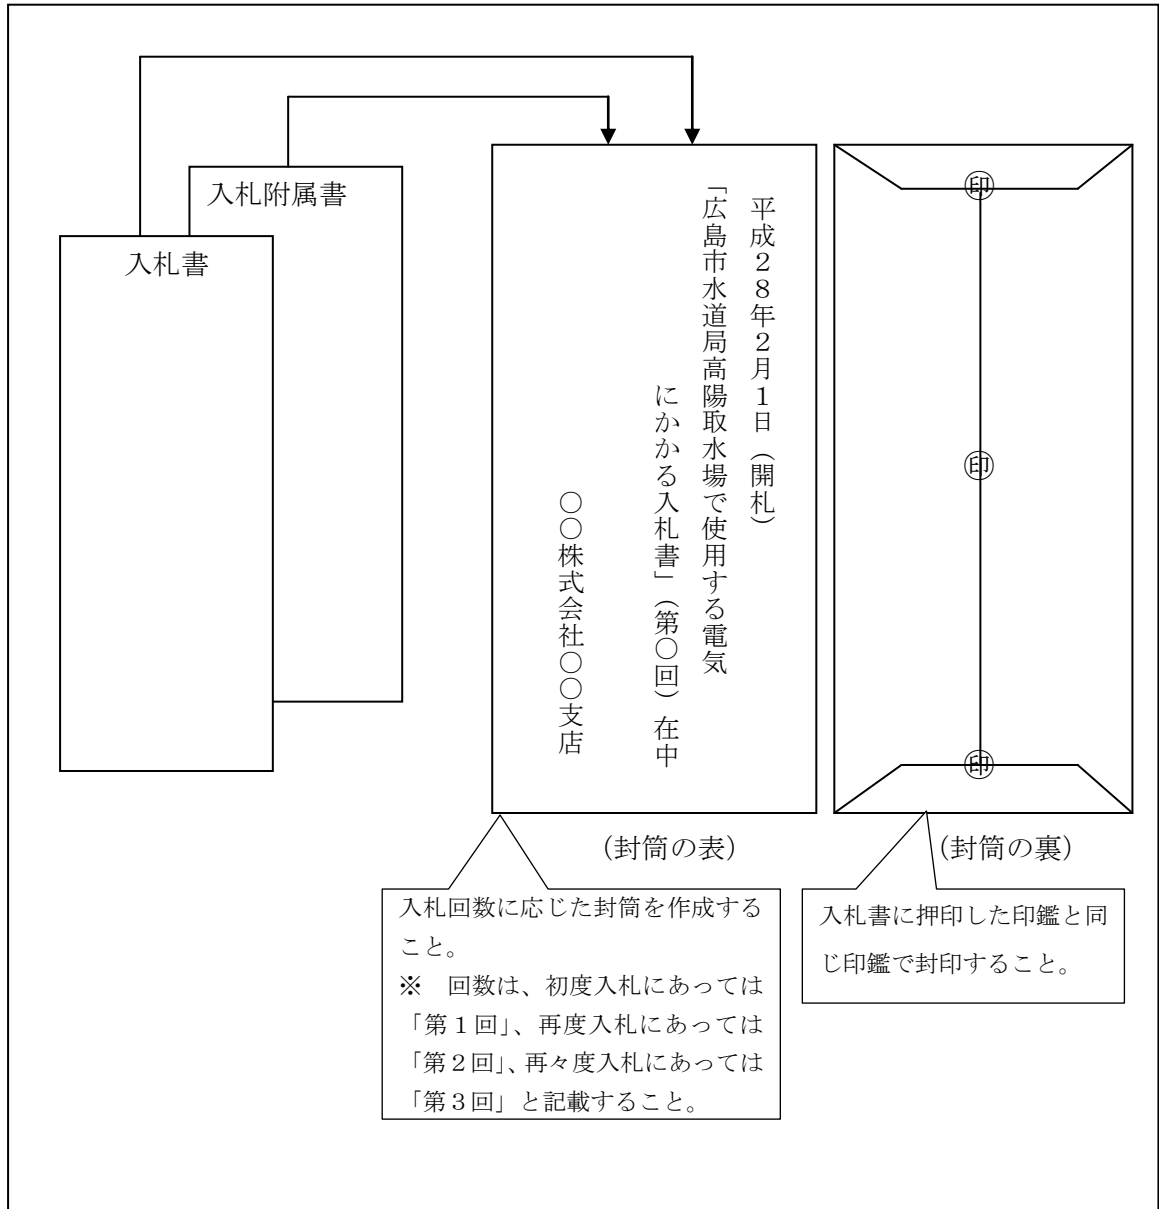 入札附属書
入札書
平成２８年２月１日（開札）
「広島市水道局高陽取水場で使用する電気
にかかる入札書」（第〇回）在中
〇〇株式会社〇〇支店
㊞
㊞
㊞
（封筒の表）
（封筒の裏）
入札回数に応じた封筒を作成する
こと。
※　回数は、初度入札にあっては
「第１回」、再度入札にあっては
「第２回」、再々度入札にあっては
「第３回」と記載すること。
入札書に押印した印鑑と同
じ印鑑で封印すること。